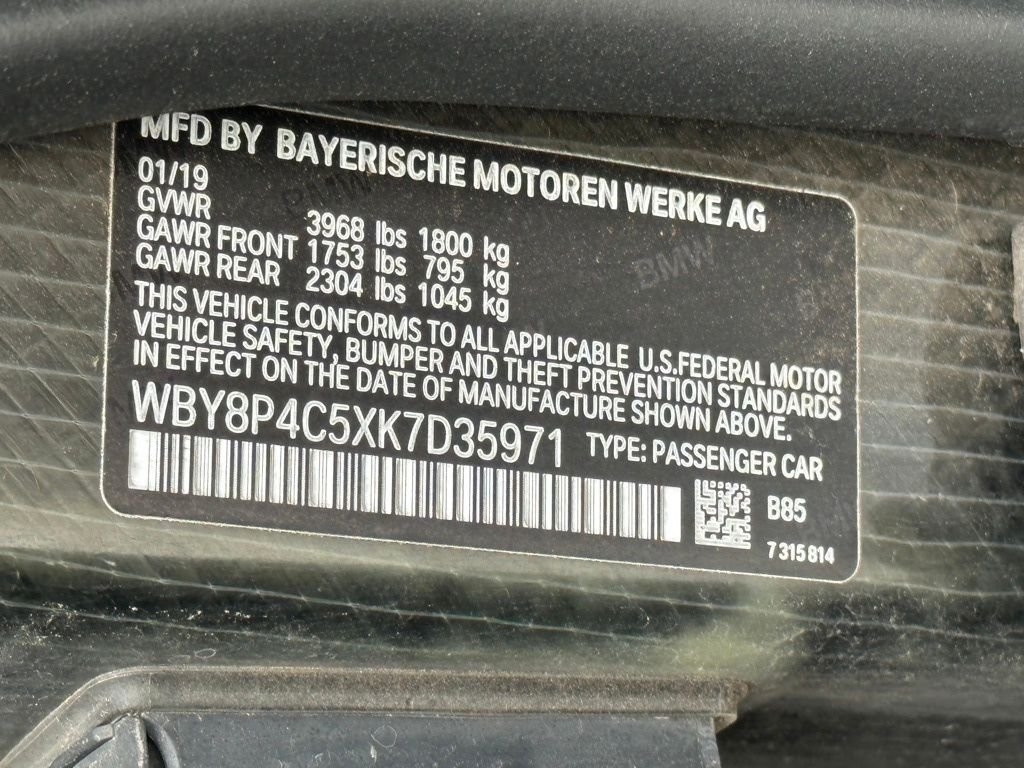 MFD BY BAYERISCHE MOTOREN WERKE AG
01/19
GVWR 3968 lbs 1800 kg
GAWR FRONT 1753 lbs 795 kg
GAWR REAR 2304 lbs 1045 kg
THIS VEHICLE CONFORMS TO ALL APPLICABLE U.S.FEDERAL MOTOR
VEHICLE SAFETY, BUMPER AND THEFT PREVENTION STANDARDS
IN EFFECT ON THE DATE OF MANUFACTURE SHOWN ABOVE.
WBY8P4C5XK7D35971 TYPE: PASSENGER CAR
B85
7 315 814
BMW
BMW